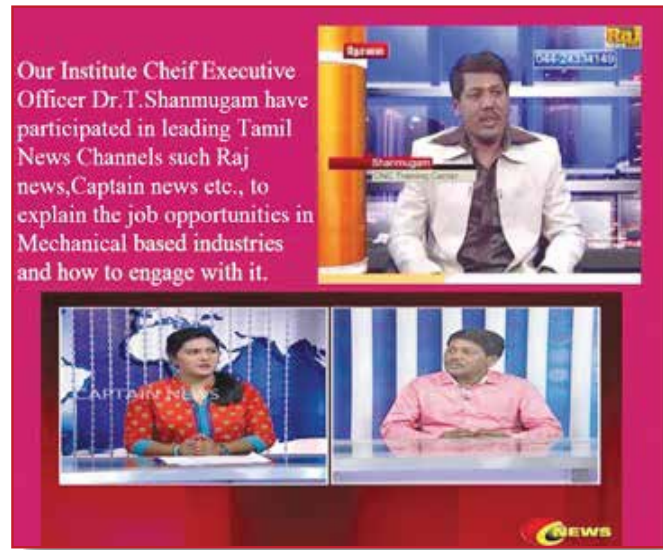 Our Institute Cheif Executive
Officer Dr.T.Shanmugam have
participated in leading Tamil
News Channels such Raj
news,Captain news etc., to
explain the job opportunities in
Mechanical based industries
and how to engage with it.
Raj
044-24334149
Shanmugam
CNC Training Center
CAPTAIN NEWS
NEWS